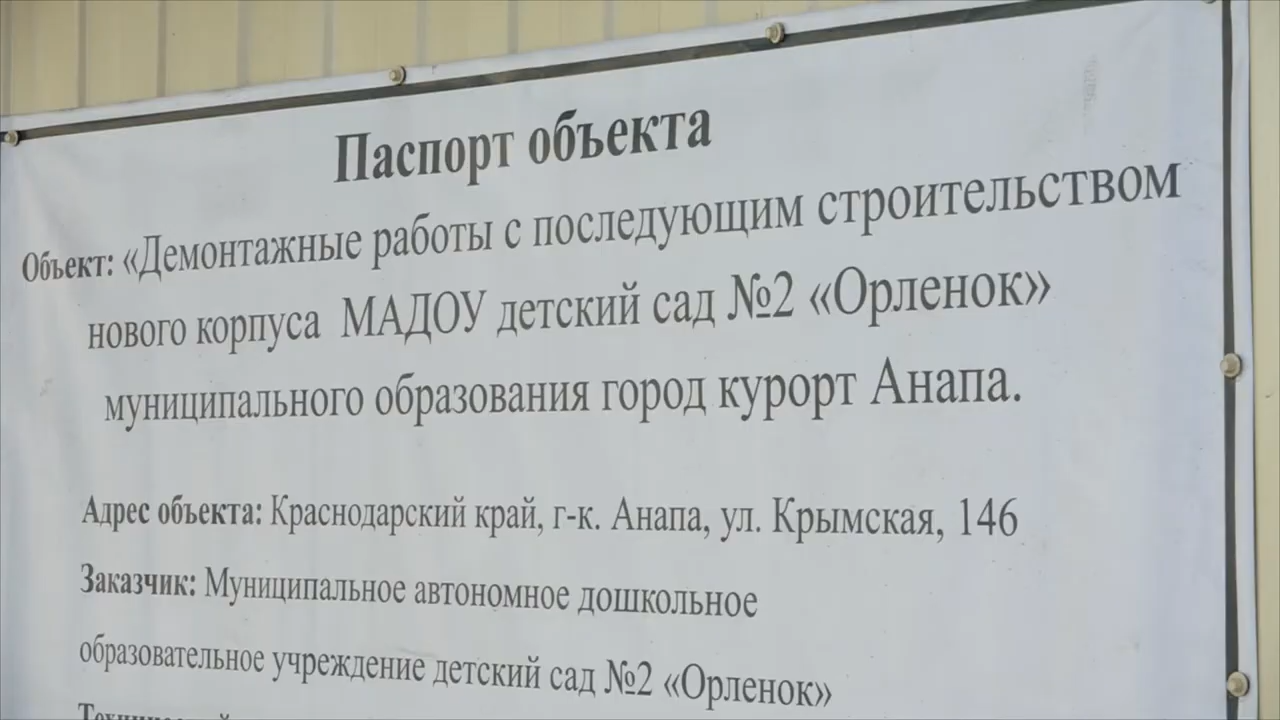 Паспорт объекта
Объект: «Демонтажные работы с последующим строительством
нового корпуса МАДОУ детский сад №2 «Орленок»
муниципального образования город курорт Анапа.
Адрес объекта: Краснодарский край, г-к. Анапа, ул. Крымская, 146
Заказчик: Муниципальное автономное дошкольное
образовательное учреждение детский сад №2 «Орленок»